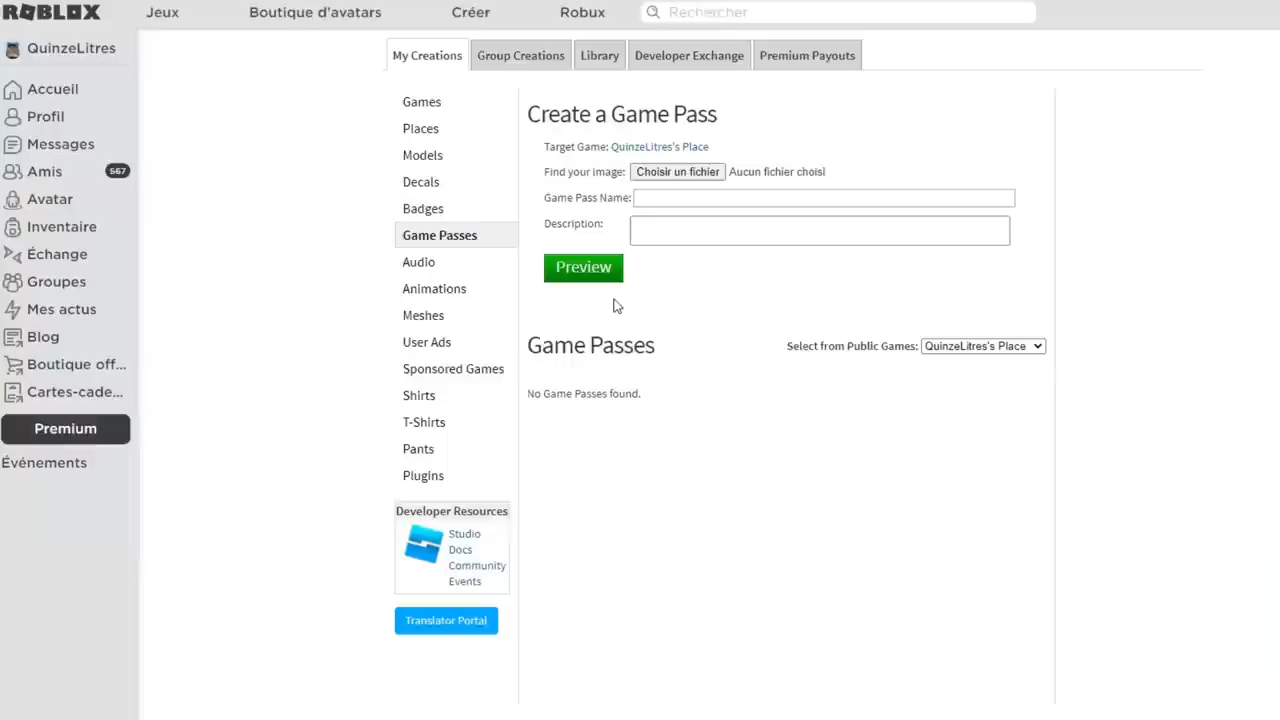 ROBLOX Jeux Boutique d'avatars Créer Robux Rechercher
QuinzeLitres
Accueil
Profil
Messages
Amis 567
Avatar
Inventaire
Échange
Groupes
Mes actus
Blog
Boutique off...
Cartes-cade...
Premium
Événements
My Creations Group Creations Library Developer Exchange Premium Payouts
Games
Places
Models
Decals
Badges
Game Passes
Audio
Animations
Meshes
User Ads
Sponsored Games
Shirts
T-Shirts
Pants
Plugins
Developer Resources
Studio
Docs
Community
Events
Translator Portal
Create a Game Pass
Target Game: QuinzeLitres's Place
Find your image: Choisir un fichier Aucun fichier choisi
Game Pass Name:
Description:
Preview
Game Passes Select from Public Games: QuinzeLitres's Place
No Game Passes found.